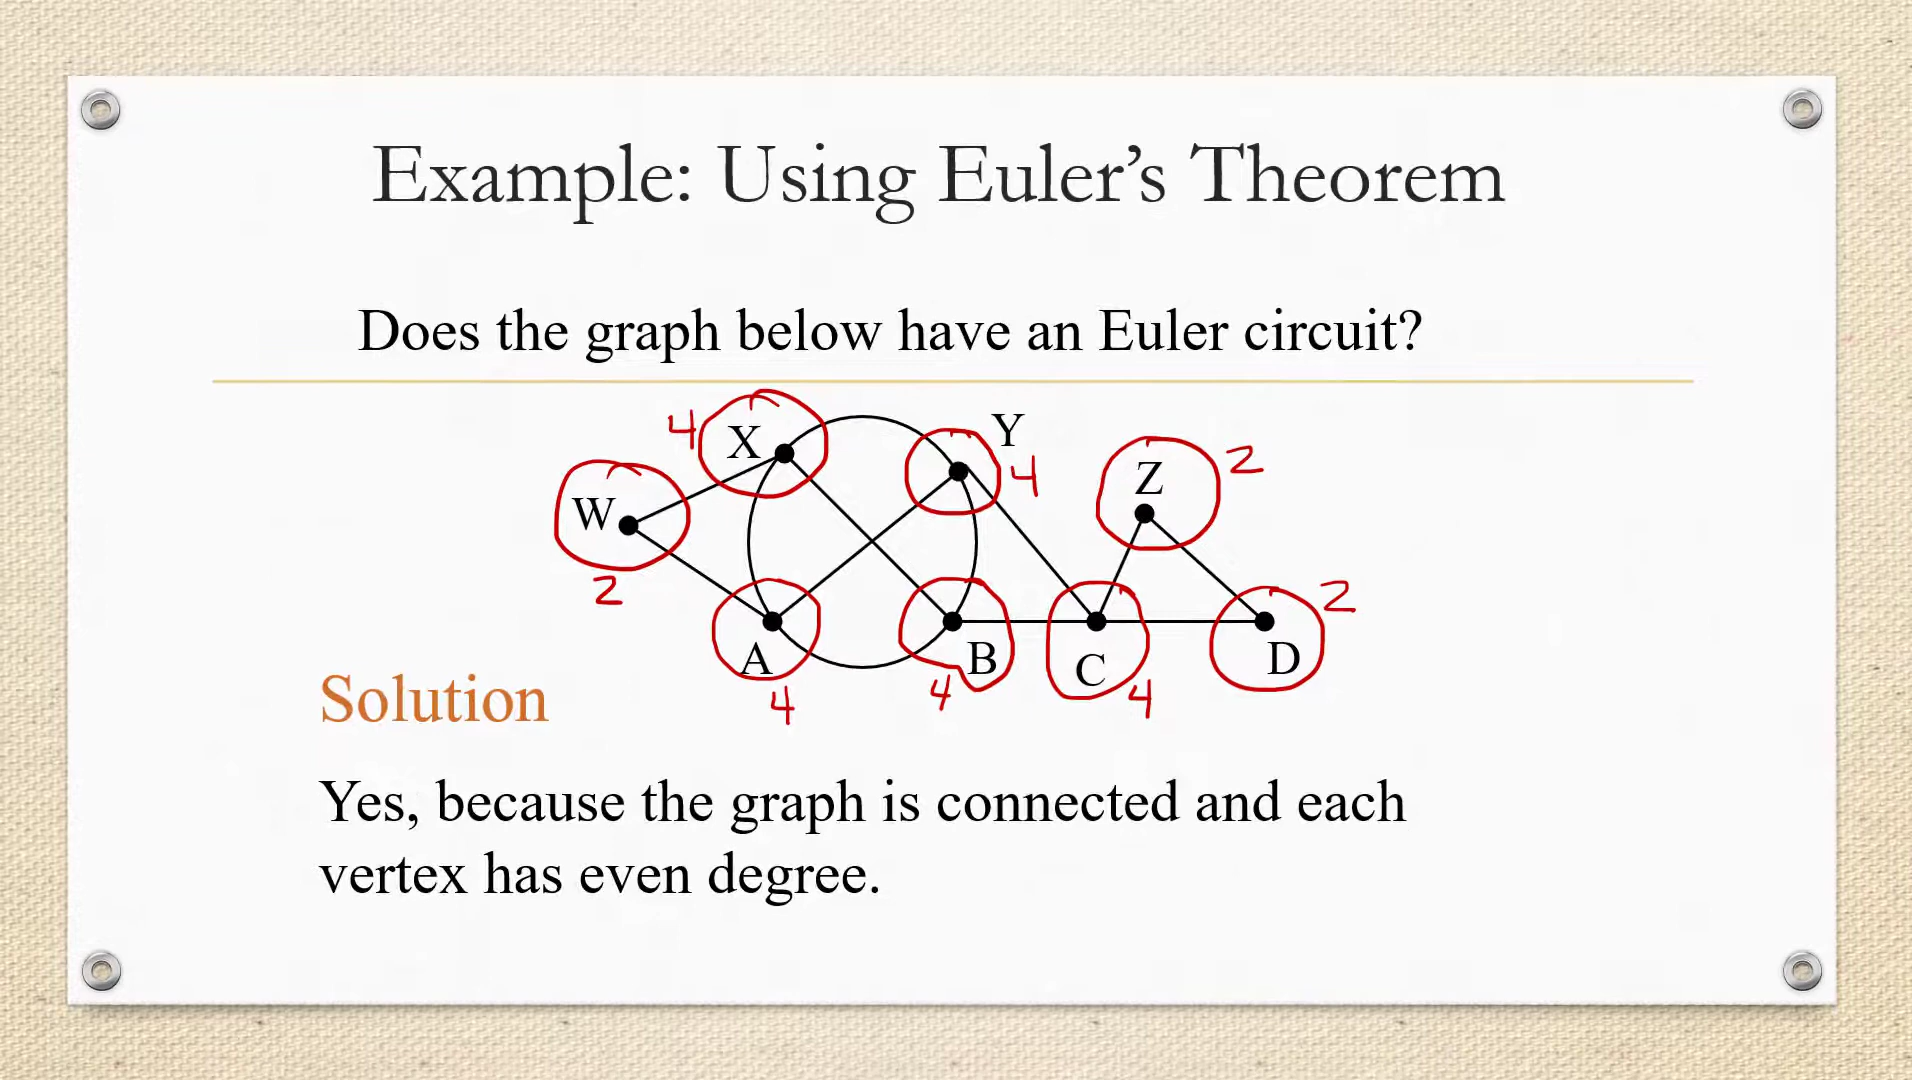 Example: Using Euler's Theorem
Does the graph below have an Euler circuit?
4 X Y 4
W 2
Z 2
A 4
B 4
C 4
D 2
Solution
Yes, because the graph is connected and each
vertex has even degree.